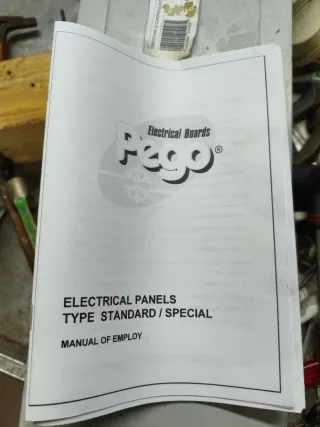 Electrical Boards
Pego®
ELECTRICAL PANELS
TYPE STANDARD / SPECIAL
MANUAL OF EMPLOY